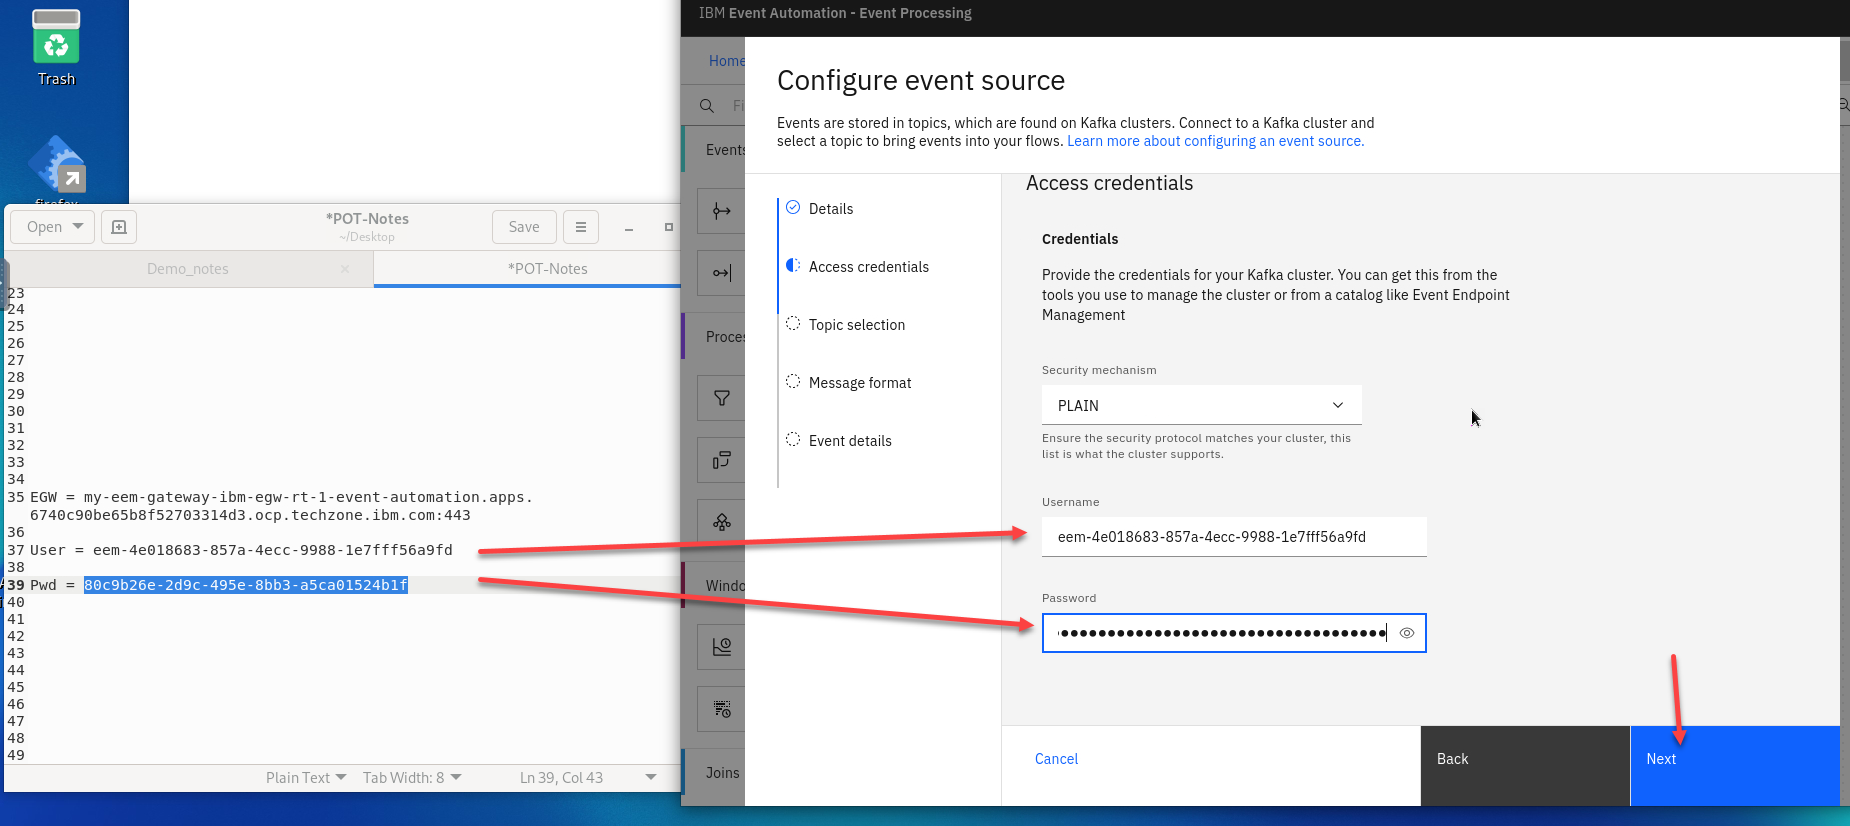 Trash
firefox
Open
*POT-Notes
~/Desktop
Save
Demo_notes
*POT-Notes
23
24
25
26
27
28
29
30
31
32
33
34
35 EGW = my-eem-gateway-ibm-egw-rt-1-event-automation.apps.
6740c90be65b8f52703314d3.ocp.techzone.ibm.com:443
36
37 User = eem-4e018683-857a-4ecc-9988-1e7fff56a9fd
38
39 Pwd = 80c9b26e-2d9c-495e-8bb3-a5ca01524b1f
40
41
42
43
44
45
46
47
48
49
Plain Text
Tab Width: 8
Ln 39, Col 43
IBM Event Automation - Event Processing
Home
Fi
Events
Proces
Windo
Joins
Configure event source
Events are stored in topics, which are found on Kafka clusters. Connect to a Kafka cluster and
select a topic to bring events into your flows. Learn more about configuring an event source.
Details
Access credentials
Topic selection
Message format
Event details
Access credentials
Credentials
Provide the credentials for your Kafka cluster. You can get this from the
tools you use to manage the cluster or from a catalog like Event Endpoint
Management
Security mechanism
PLAIN
Ensure the security protocol matches your cluster, this
list is what the cluster supports.
Username
eem-4e018683-857a-4ecc-9988-1e7fff56a9fd
Password
Cancel
Back
Next